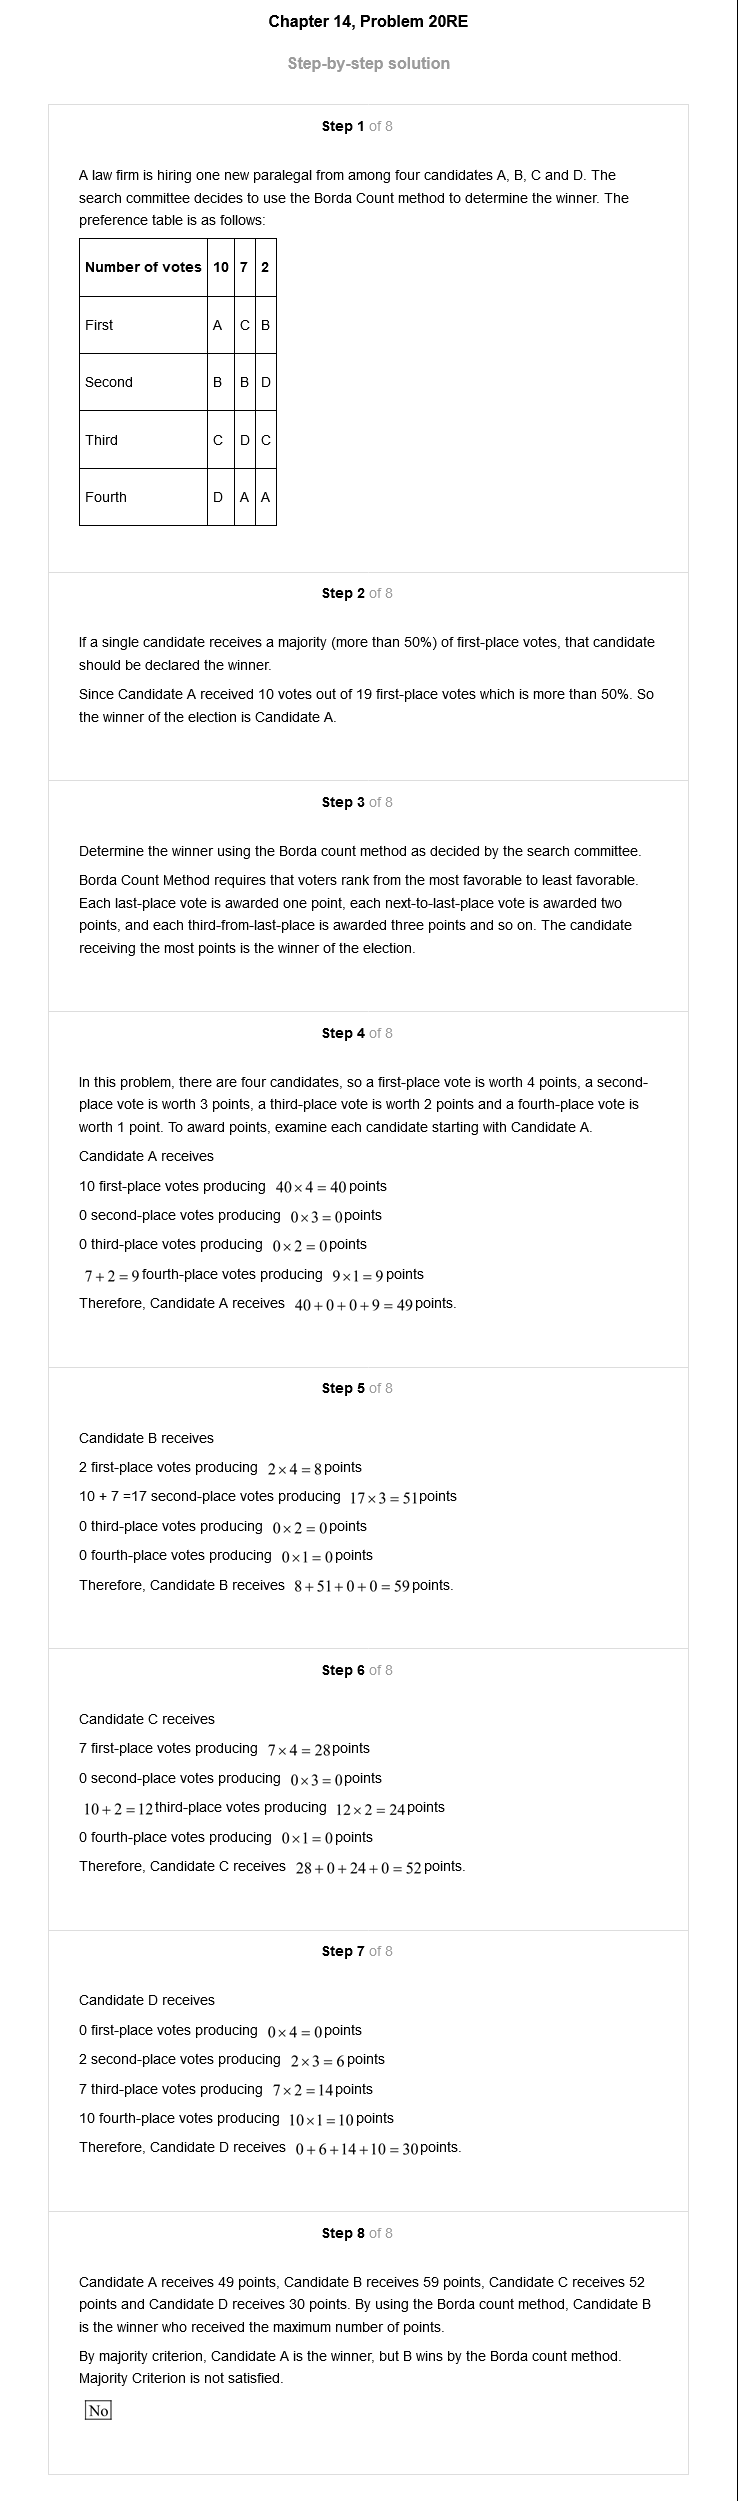 Chapter 14, Problem 20RE
Step-by-step solution
Step 1 of 8
A law firm is hiring one new paralegal from among four candidates A, B, C and D. The
search committee decides to use the Borda Count method to determine the winner. The
preference table is as follows:
Number of votes 10 7 2
First A C B
Second B B D
Third C D C
Fourth D A A
Step 2 of 8
If a single candidate receives a majority (more than 50%) of first-place votes, that candidate
should be declared the winner.
Since Candidate A received 10 votes out of 19 first-place votes which is more than 50%. So
the winner of the election is Candidate A.
Step 3 of 8
Determine the winner using the Borda count method as decided by the search committee.
Borda Count Method requires that voters rank from the most favorable to least favorable.
Each last-place vote is awarded one point, each next-to-last-place vote is awarded two
points, and each third-from-last-place is awarded three points and so on. The candidate
receiving the most points is the winner of the election.
Step 4 of 8
In this problem, there are four candidates, so a first-place vote is worth 4 points, a second-
place vote is worth 3 points, a third-place vote is worth 2 points and a fourth-place vote is
worth 1 point. To award points, examine each candidate starting with Candidate A.
Candidate A receives
10 first-place votes producing 40×4=40 points
0 second-place votes producing 0×3=0 points
0 third-place votes producing 0×2=0 points
7+2=9 fourth-place votes producing 9×1=9 points
Therefore, Candidate A receives 40+0+0+9=49 points.
Step 5 of 8
Candidate B receives
2 first-place votes producing 2×4=8 points
10 + 7 =17 second-place votes producing 17×3=51 points
0 third-place votes producing 0×2=0 points
0 fourth-place votes producing 0×1=0 points
Therefore, Candidate B receives 8+51+0+0=59 points.
Step 6 of 8
Candidate C receives
7 first-place votes producing 7×4=28 points
0 second-place votes producing 0×3=0 points
10+2=12 third-place votes producing 12×2=24 points
0 fourth-place votes producing 0×1=0 points
Therefore, Candidate C receives 28+0+24+0=52 points.
Step 7 of 8
Candidate D receives
0 first-place votes producing 0×4=0 points
2 second-place votes producing 2×3=6 points
7 third-place votes producing 7×2=14 points
10 fourth-place votes producing 10×1=10 points
Therefore, Candidate D receives 0+6+14+10=30 points.
Step 8 of 8
Candidate A receives 49 points, Candidate B receives 59 points, Candidate C receives 52
points and Candidate D receives 30 points. By using the Borda count method, Candidate B
is the winner who received the maximum number of points.
By majority criterion, Candidate A is the winner, but B wins by the Borda count method.
Majority Criterion is not satisfied.
No